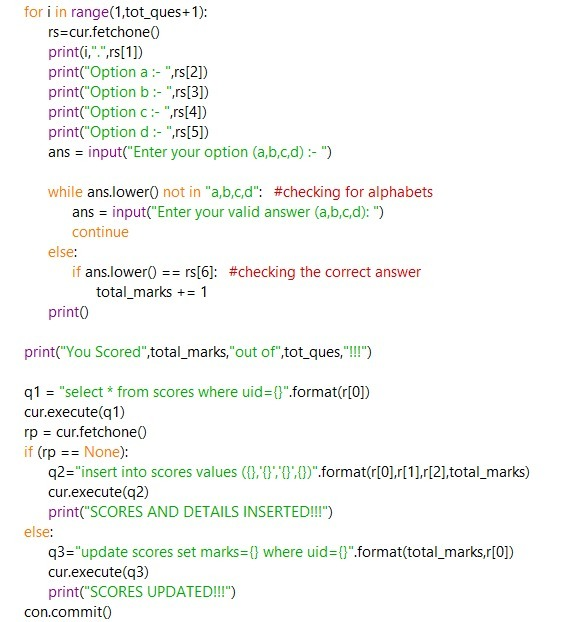 for i in range(1,tot_ques+1):
rs=cur.fetchone()
print(i,".",rs[1])
print("Option a :- ",rs[2])
print("Option b :- ",rs[3])
print("Option c :- ",rs[4])
print("Option d :- ",rs[5])
ans = input("Enter your option (a,b,c,d) :- ")
while ans.lower() not in "a,b,c,d":   #checking for alphabets
ans = input("Enter your valid answer (a,b,c,d): ")
continue
else:
if ans.lower() == rs[6]:   #checking the correct answer
total_marks += 1
print()
print("You Scored",total_marks,"out of",tot_ques,"!!!")
q1 = "select * from scores where uid={}".format(r[0])
cur.execute(q1)
rp = cur.fetchone()
if (rp == None):
q2="insert into scores values ({},'{}','{}',{})".format(r[0],r[1],r[2],total_marks)
cur.execute(q2)
print("SCORES AND DETAILS INSERTED!!!")
else:
q3="update scores set marks={} where uid={}".format(total_marks,r[0])
cur.execute(q3)
print("SCORES UPDATED!!!")
con.commit()